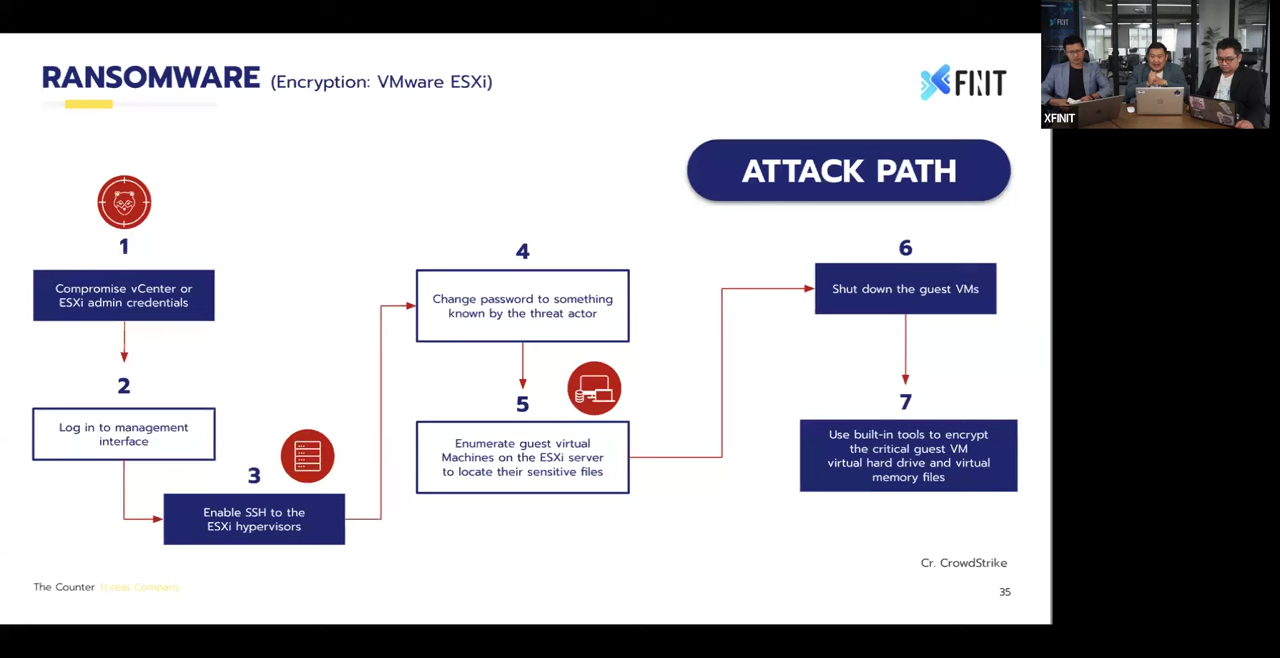 RANSOMWARE (Encryption: VMware ESXi)
XFINIT
XFINIT
ATTACK PATH
1
Compromise vCenter or
ESXi admin credentials
2
Log in to management
interface
3
Enable SSH to the
ESXi hypervisors
4
Change password to something
known by the threat actor
5
Enumerate guest virtual
Machines on the ESXi server
to locate their sensitive files
6
Shut down the guest VMs
7
Use built-in tools to encrypt
the critical guest VM
virtual hard drive and virtual
memory files
Cr. CrowdStrike
The Counter Threat Company
35